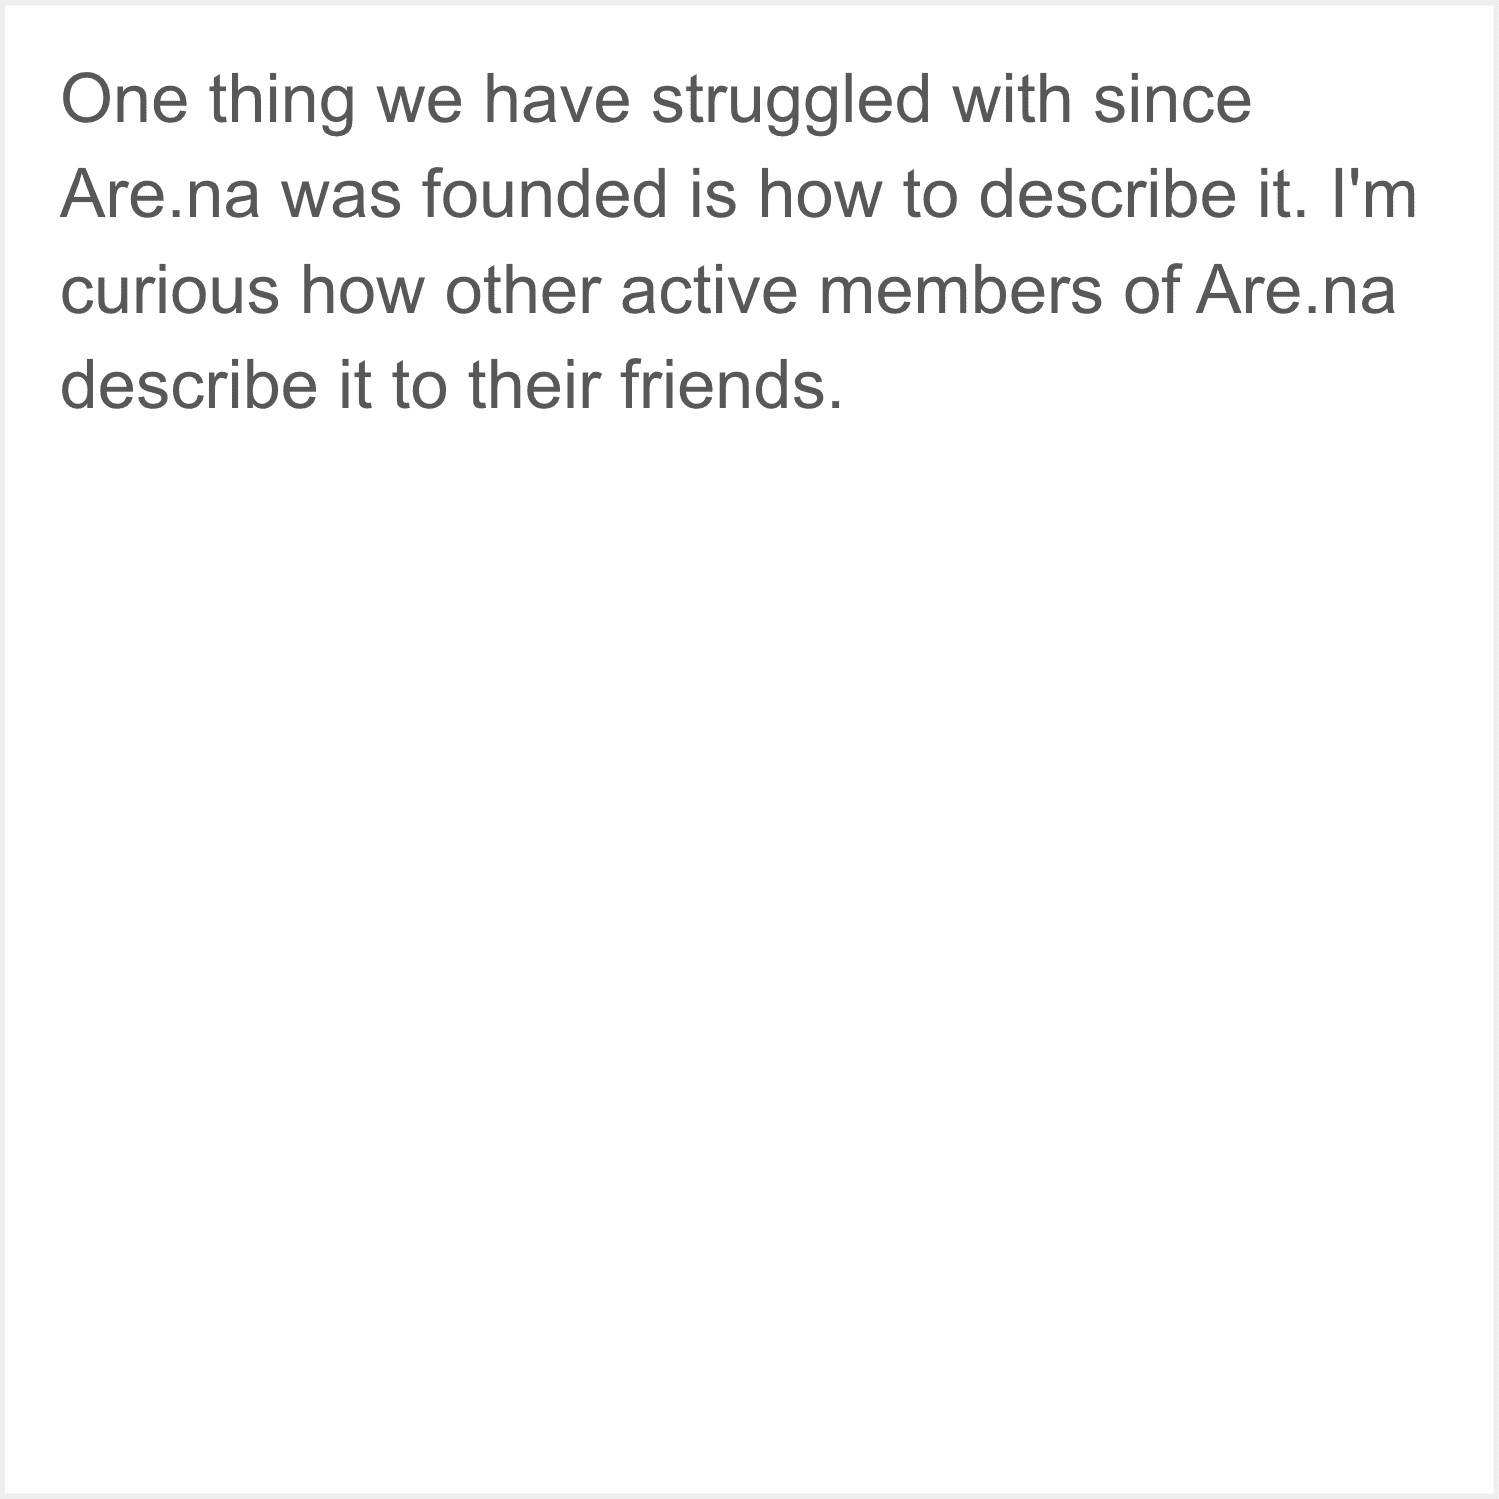 One thing we have struggled with since
Are.na was founded is how to describe it. I'm
curious how other active members of Are.na
describe it to their friends.